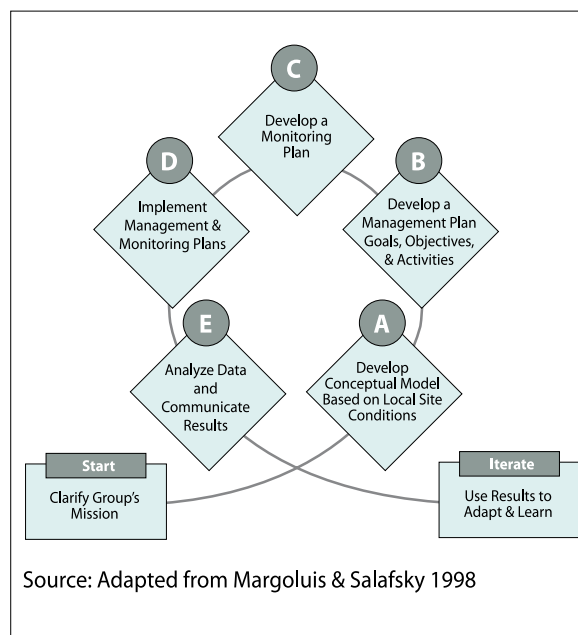 C
Develop a
Monitoring
Plan
D
Implement
Management &
Monitoring Plans
B
Develop a
Management Plan
Goals, Objectives,
& Activities
E
Analyze Data
and
Communicate
Results
A
Develop
Conceptual Model
Based on Local Site
Conditions
Start
Clarify Group's
Mission
Iterate
Use Results to
Adapt & Learn
Source: Adapted from Margoluis & Salafsky 1998